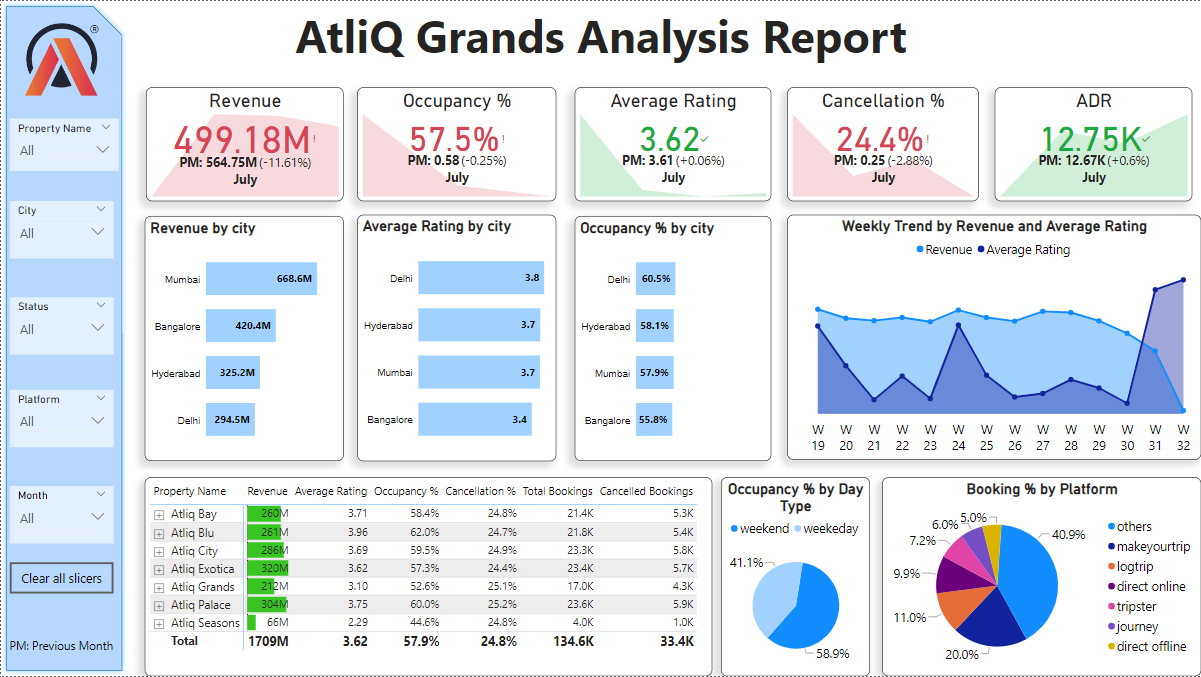 AtliQ Grands Analysis Report
®
Property Name
All
City
All
Status
All
Platform
All
Month
All
Clear all slicers
PM: Previous Month
Revenue
499.18M!
PM: 564.75M (-11.61%)
July
Occupancy %
57.5%!
PM: 0.58 (-0.25%)
July
Average Rating
3.62✓
PM: 3.61 (+0.06%)
July
Cancellation %
24.4%!
PM: 0.25 (-2.88%)
July
ADR
12.75K✓
PM: 12.67K (+0.6%)
July
Revenue by city
Mumbai 668.6M
Bangalore 420.4M
Hyderabad 325.2M
Delhi 294.5M
Average Rating by city
Delhi 3.8
Hyderabad 3.7
Mumbai 3.7
Bangalore 3.4
Occupancy % by city
Delhi 60.5%
Hyderabad 58.1%
Mumbai 57.9%
Bangalore 55.8%
Weekly Trend by Revenue and Average Rating
Revenue Average Rating
W W W W W W W W W W W W W W
19 20 21 22 23 24 25 26 27 28 29 30 31 32
Property Name Revenue Average Rating Occupancy % Cancellation % Total Bookings Cancelled Bookings
Atliq Bay 260M 3.71 58.4% 24.8% 21.4K 5.3K
Atliq Blu 261M 3.96 62.0% 24.7% 21.8K 5.4K
Atliq City 286M 3.69 59.5% 24.9% 23.3K 5.8K
Atliq Exotica 320M 3.62 57.3% 24.4% 23.4K 5.7K
Atliq Grands 212M 3.10 52.6% 25.1% 17.0K 4.3K
Atliq Palace 304M 3.75 60.0% 25.2% 23.6K 5.9K
Atliq Seasons 66M 2.29 44.6% 24.8% 4.0K 1.0K
Total 1709M 3.62 57.9% 24.8% 134.6K 33.4K
Occupancy % by Day
Type
weekend weekeday
41.1%
58.9%
Booking % by Platform
5.0%
6.0%
7.2%
9.9%
11.0%
20.0%
40.9%
others
makeyourtrip
logtrip
direct online
tripster
journey
direct offline